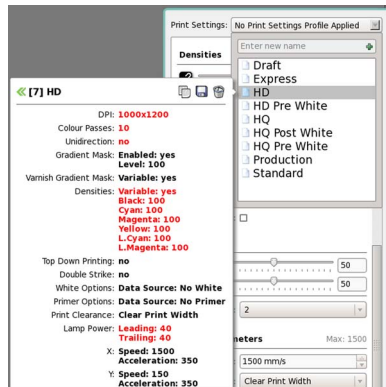 Print Settings: No Print Settings Profile Applied
Densities
Enter new name
Draft
Express
HD
HD Pre White
HQ
HQ Post White
HQ Pre White
Production
Standard
[7] HD
DPI: 1000x1200
Colour Passes: 10
Unidirection: no
Gradient Mask: Enabled: yes
Level: 100
Varnish Gradient Mask: Variable: yes
Densities: Variable: yes
Black: 100
Cyan: 100
Magenta: 100
Yellow: 100
L.Cyan: 100
L.Magenta: 100
Top Down Printing: no
Double Strike: no
White Options: Data Source: No White
Primer Options: Data Source: No Primer
Print Clearance: Clear Print Width
Lamp Power: Leading: 40
Trailing: 40
X: Speed: 1500
Acceleration: 350
Y: Speed: 150
Acceleration: 350
50
50
2
Max: 1500
1500 mm/s
Clear Print Width